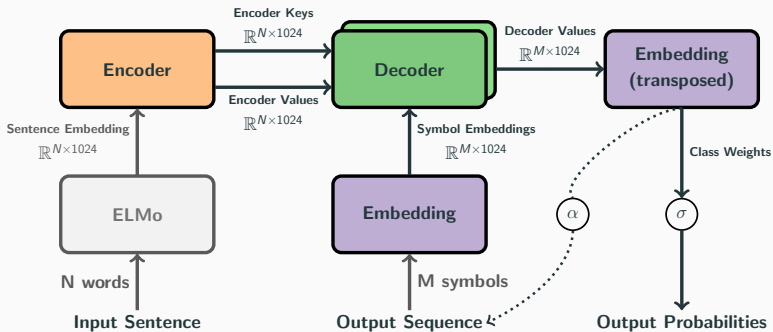 Encoder Keys
ℝ^{N×1024}
Encoder
Decoder
Decoder Values
ℝ^{M×1024}
Embedding
(transposed)
Encoder Values
ℝ^{N×1024}
Sentence Embedding
ℝ^{N×1024}
Symbol Embeddings
ℝ^{M×1024}
Class Weights
ELMo
Embedding
α
σ
N words
M symbols
Input Sentence
Output Sequence
Output Probabilities